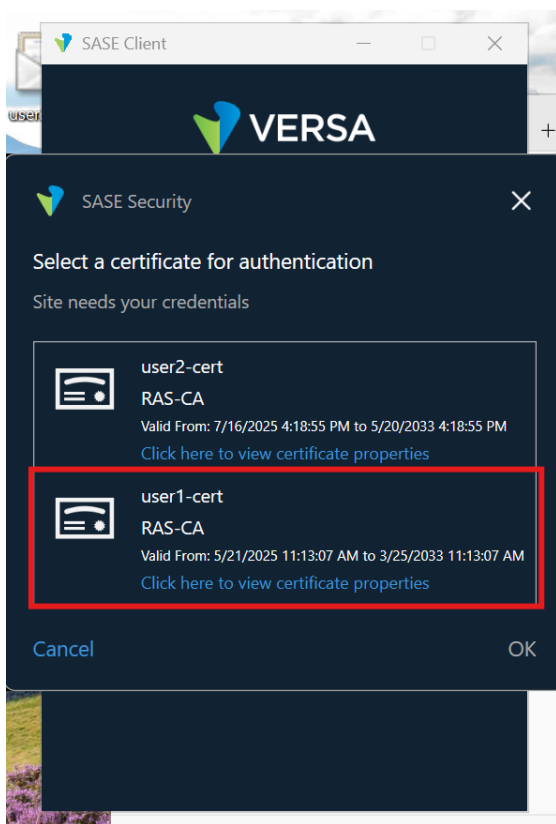 SASE Client
user
VERSA
SASE Security
Select a certificate for authentication
Site needs your credentials
user2-cert
RAS-CA
Valid From: 7/16/2025 4:18:55 PM to 5/20/2033 4:18:55 PM
Click here to view certificate properties
user1-cert
RAS-CA
Valid From: 5/21/2025 11:13:07 AM to 3/25/2033 11:13:07 AM
Click here to view certificate properties
Cancel
OK